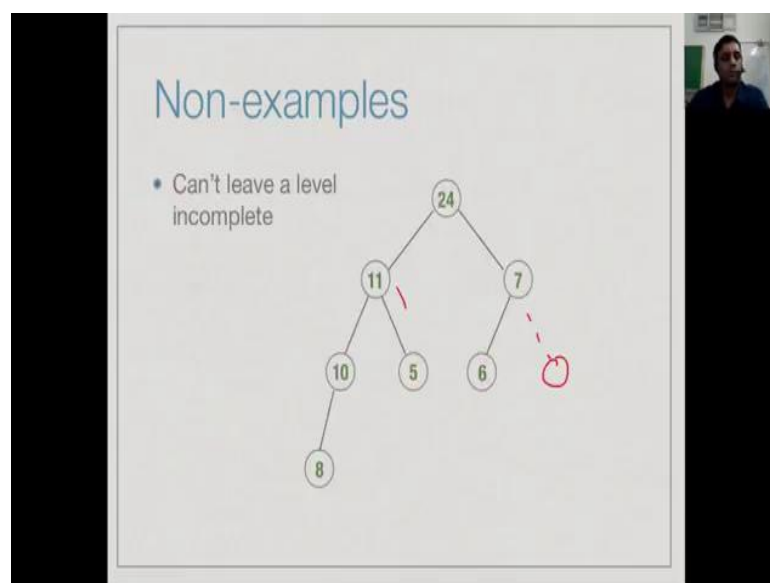 Non-examples
• Can't leave a level
incomplete
24
11 7
10 5 6
8